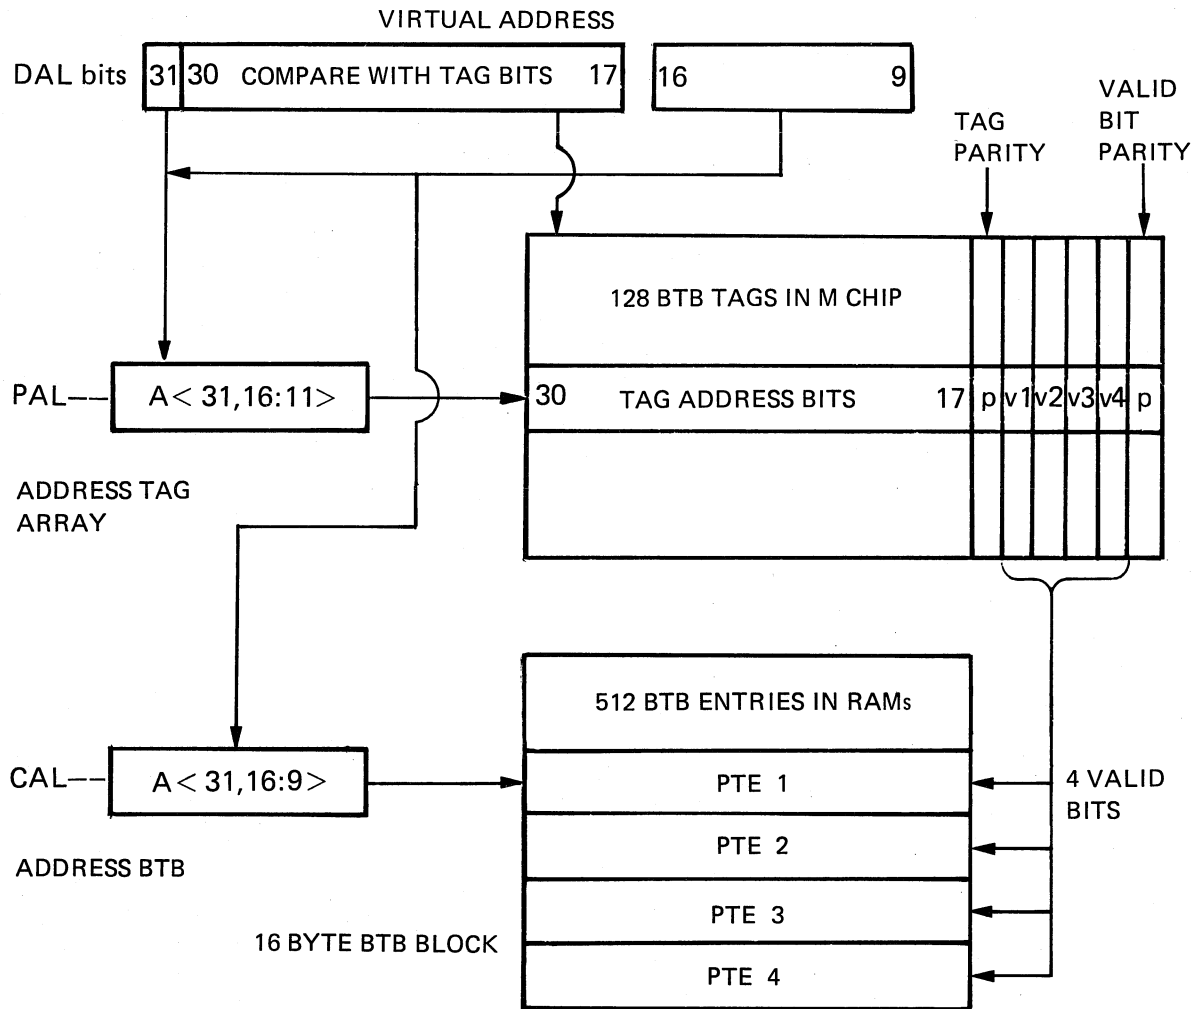 VIRTUAL ADDRESS
DAL bits 31 30 COMPARE WITH TAG BITS 17 16 9
TAG
PARITY
VALID
BIT
PARITY
128 BTB TAGS IN M CHIP
PAL-- A< 31,16:11> 30 TAG ADDRESS BITS 17 p v1 v2 v3 v4 p
ADDRESS TAG
ARRAY
512 BTB ENTRIES IN RAMs
CAL-- A< 31,16:9> PTE 1
4 VALID
BITS
PTE 2
ADDRESS BTB
PTE 3
16 BYTE BTB BLOCK
PTE 4